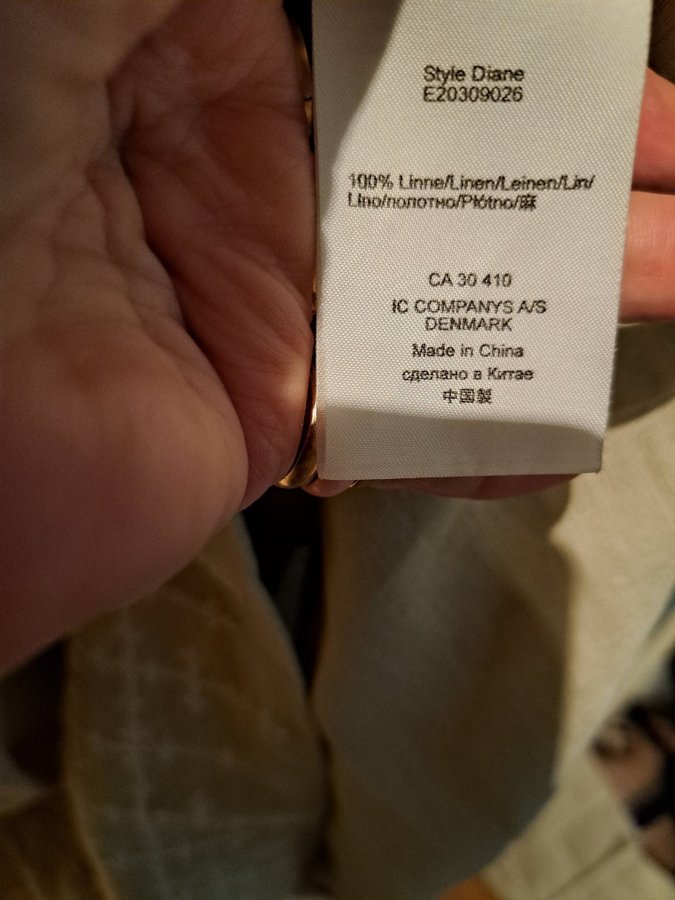 Style Diane
E20309026
100% Linne/Linen/Leinen/Lin/
Lino/полотно/Płótno/麻
CA 30 410
IC COMPANYS A/S
DENMARK
Made in China
сделано в Китае
中国製